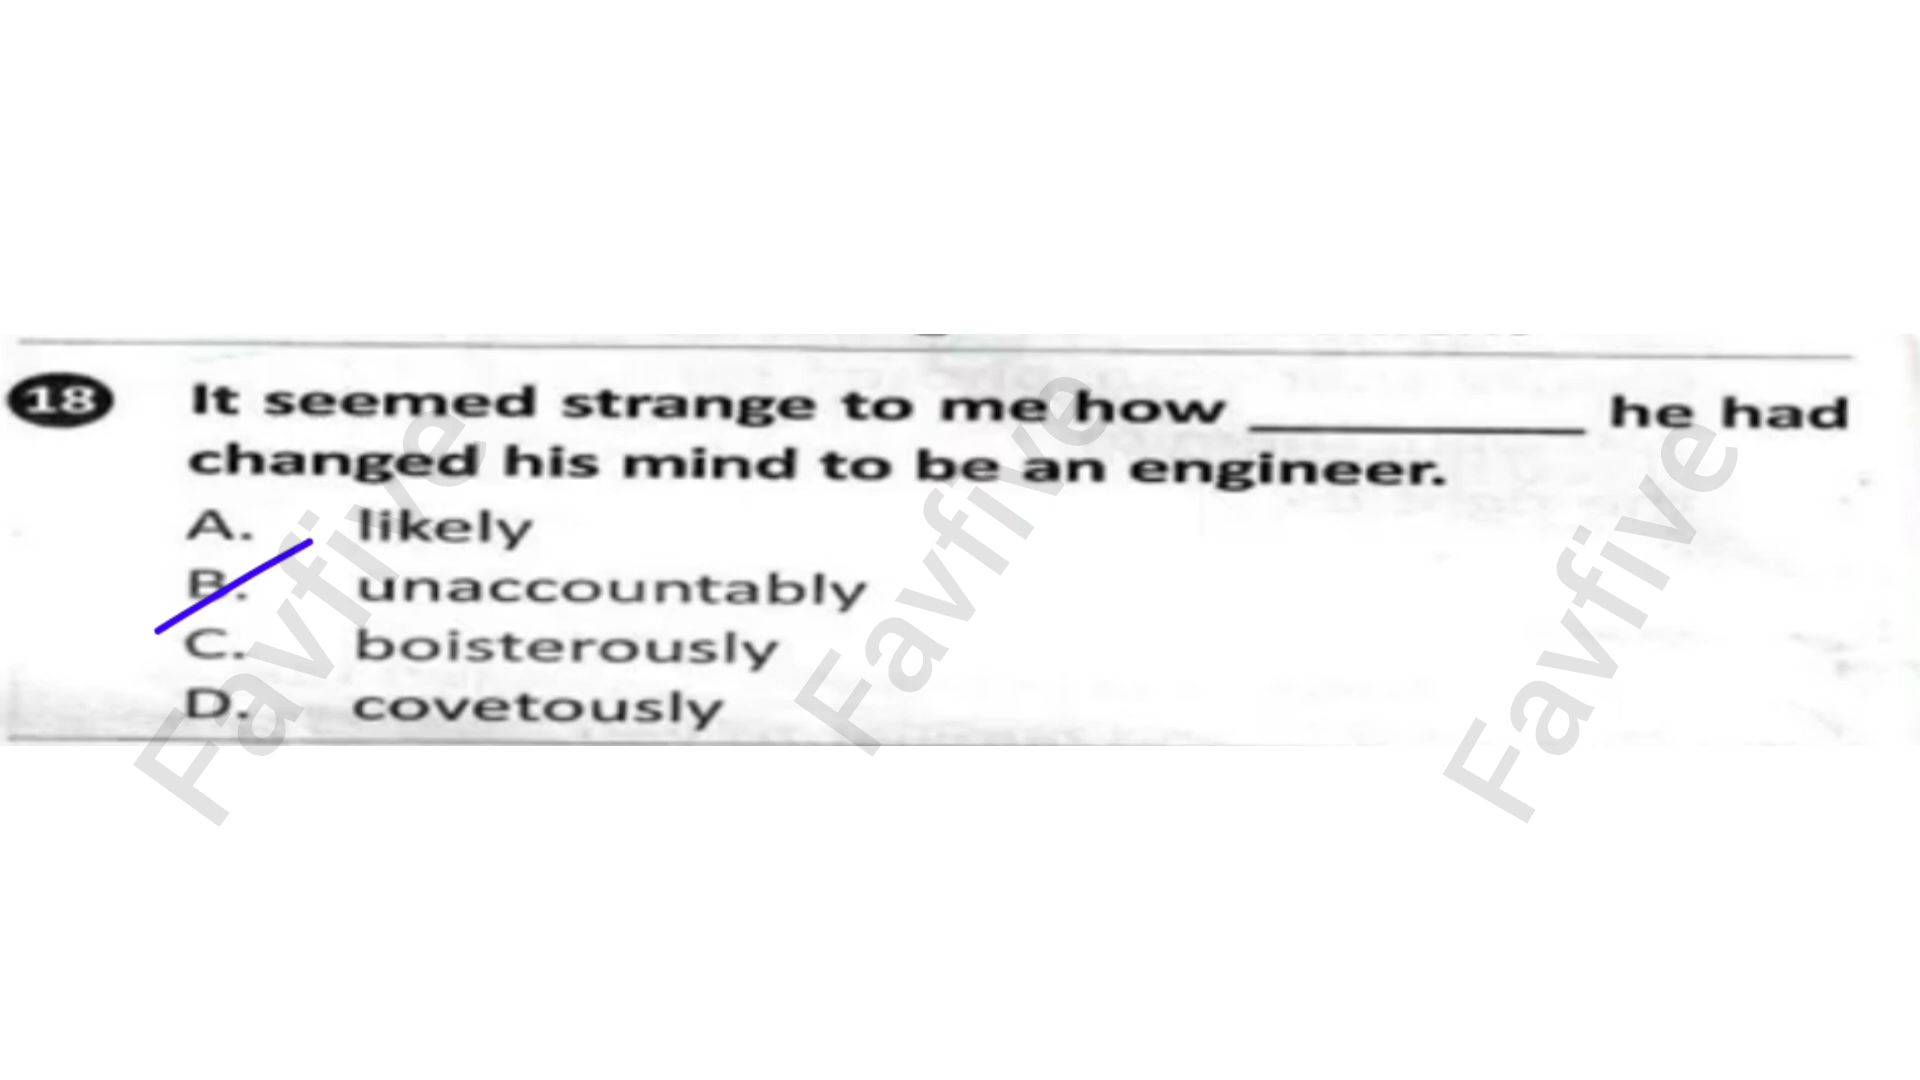 18 It seemed strange to me how __________ he had
changed his mind to be an engineer.
A. likely
B. unaccountably
C. boisterously
D. covetously
Favfive
Favfive
Favfive